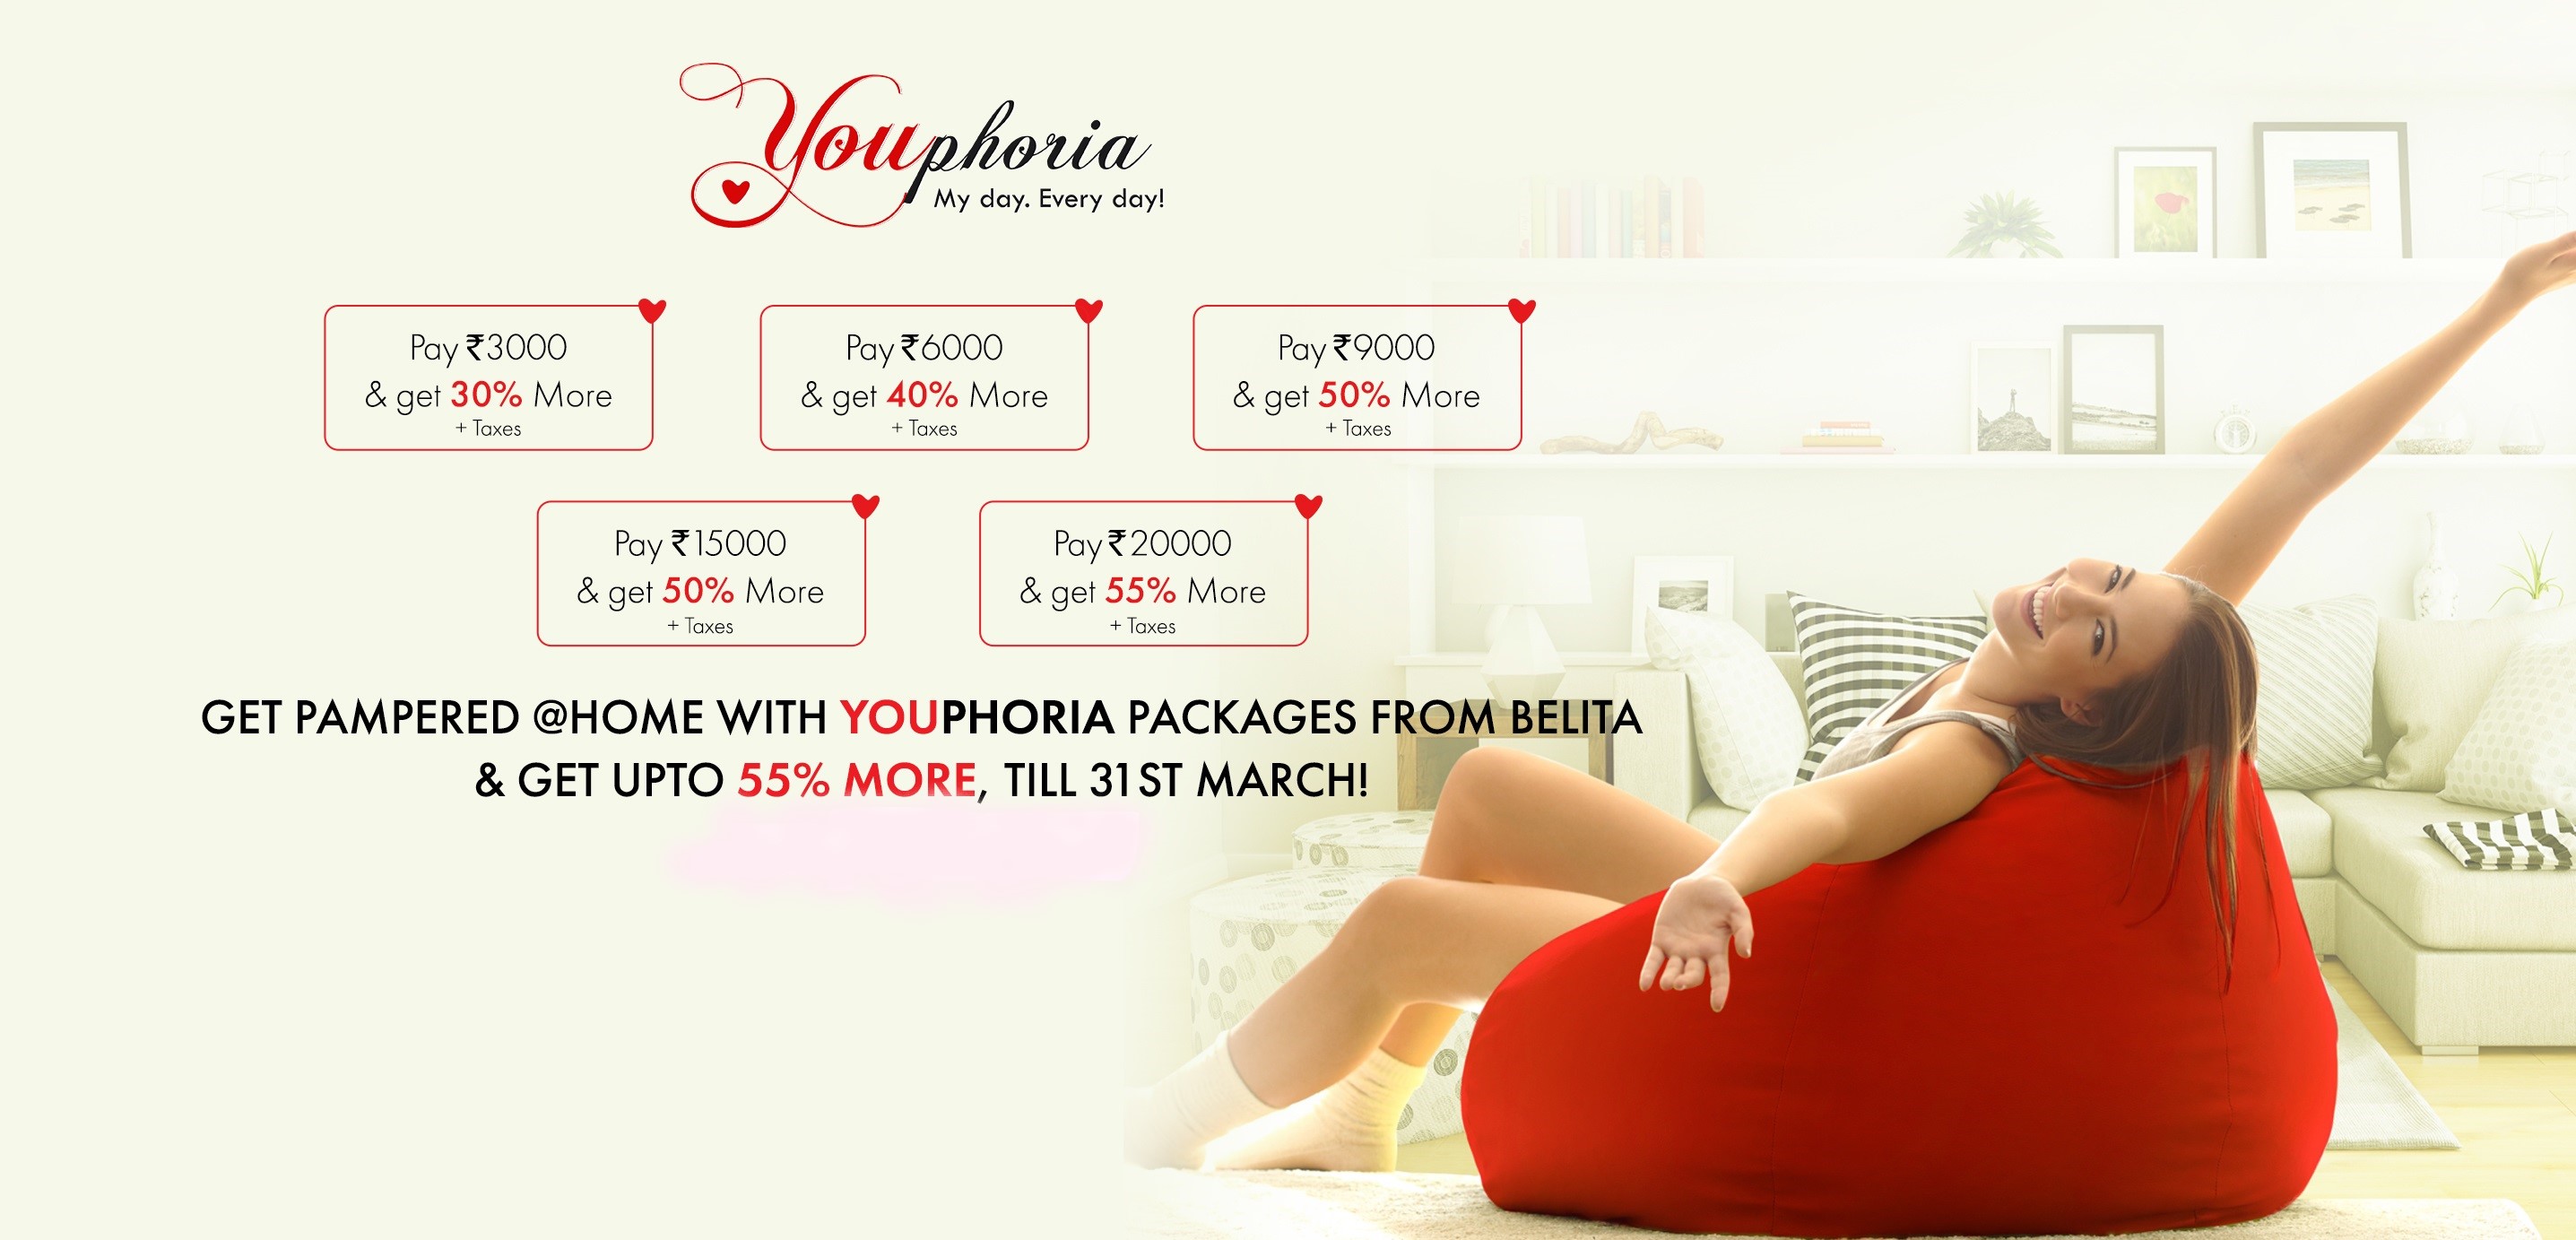 Youphoria
My day. Every day!
Pay ₹3000
& get 30% More
+ Taxes
Pay ₹6000
& get 40% More
+ Taxes
Pay ₹9000
& get 50% More
+ Taxes
Pay ₹15000
& get 50% More
+ Taxes
Pay ₹20000
& get 55% More
+ Taxes
GET PAMPERED @HOME WITH YOUPHORIA PACKAGES FROM BELITA
& GET UPTO 55% MORE, TILL 31ST MARCH!